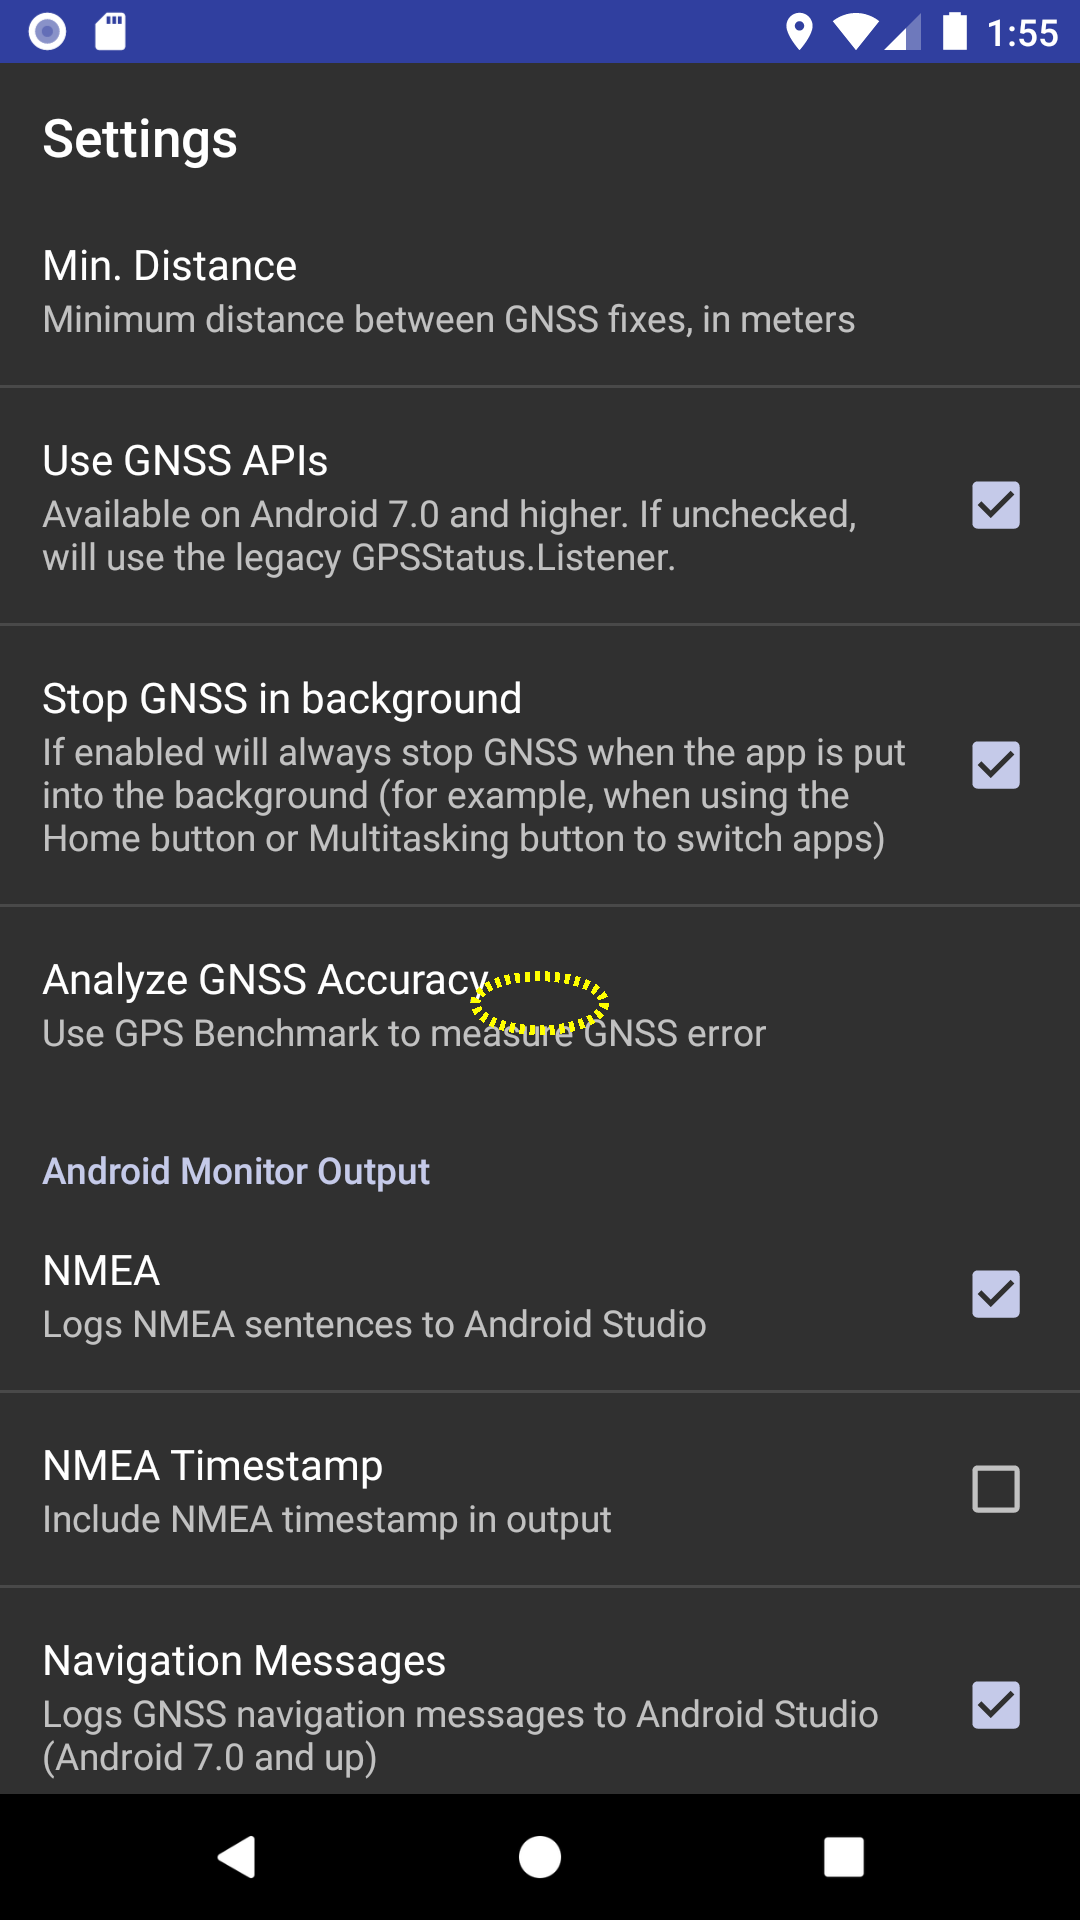 1:55
Settings
Min. Distance
Minimum distance between GNSS fixes, in meters
Use GNSS APIs
Available on Android 7.0 and higher. If unchecked,
will use the legacy GPSStatus.Listener.
Stop GNSS in background
If enabled will always stop GNSS when the app is put
into the background (for example, when using the
Home button or Multitasking button to switch apps)
Analyze GNSS Accuracy
Use GPS Benchmark to measure GNSS error
Android Monitor Output
NMEA
Logs NMEA sentences to Android Studio
NMEA Timestamp
Include NMEA timestamp in output
Navigation Messages
Logs GNSS navigation messages to Android Studio
(Android 7.0 and up)